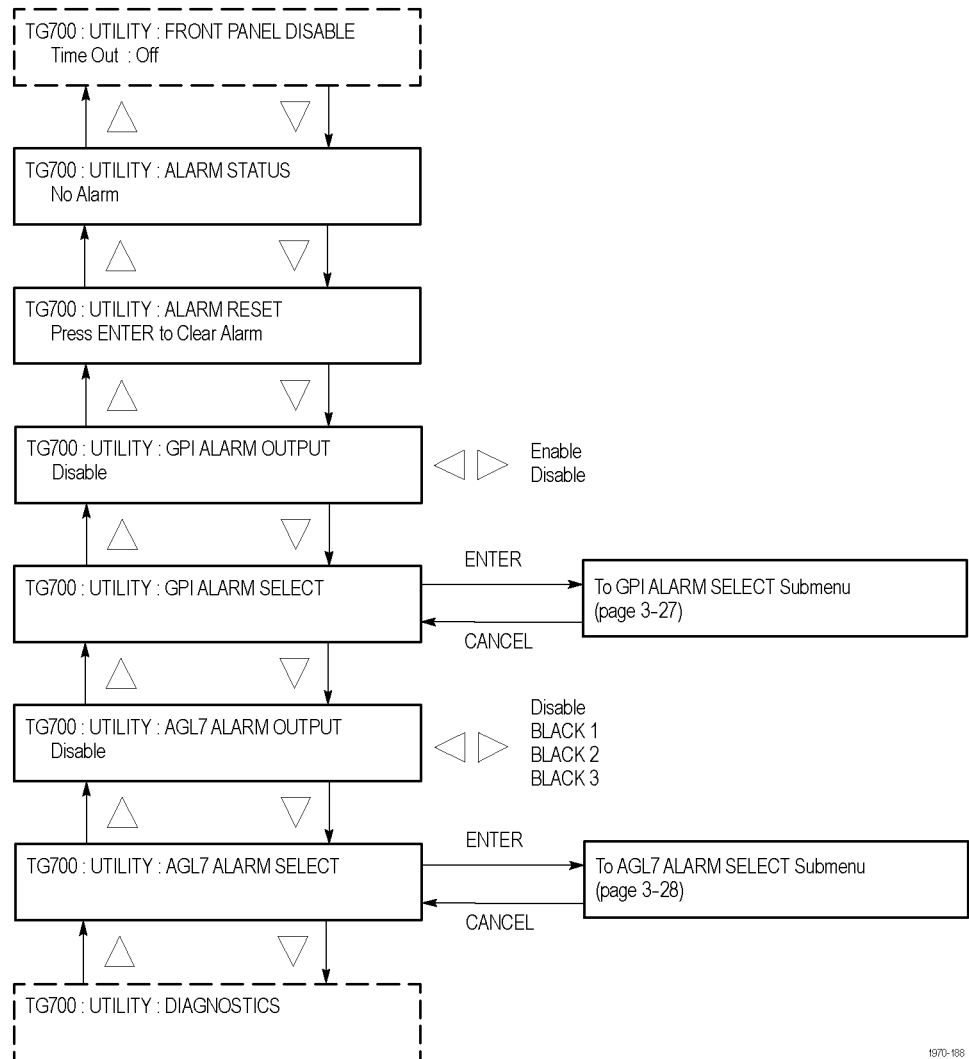 TG700 : UTILITY : FRONT PANEL DISABLE
Time Out : Off
TG700 : UTILITY : ALARM STATUS
No Alarm
TG700 : UTILITY : ALARM RESET
Press ENTER to Clear Alarm
TG700 : UTILITY : GPI ALARM OUTPUT
Disable
Enable
Disable
TG700 : UTILITY : GPI ALARM SELECT
ENTER
CANCEL
To GPI ALARM SELECT Submenu
(page 3-27)
TG700 : UTILITY : AGL7 ALARM OUTPUT
Disable
Disable
BLACK 1
BLACK 2
BLACK 3
TG700 : UTILITY : AGL7 ALARM SELECT
ENTER
CANCEL
To AGL7 ALARM SELECT Submenu
(page 3-28)
TG700 : UTILITY : DIAGNOSTICS
1970-188